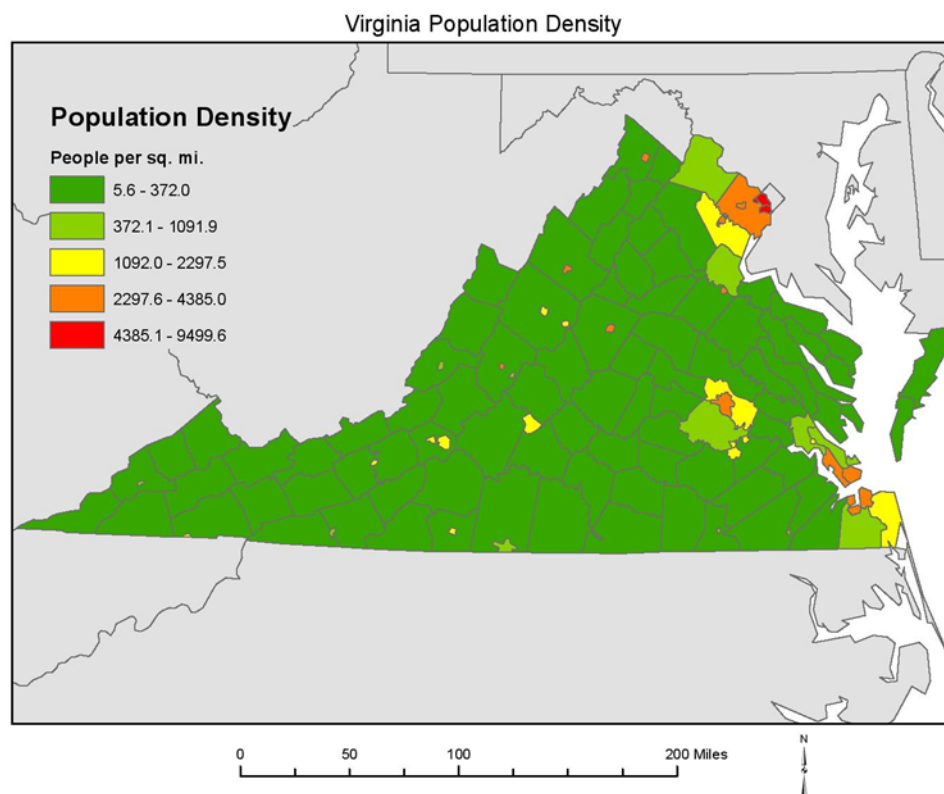 Virginia Population Density
Population Density
People per sq. mi.
5.6 - 372.0
372.1 - 1091.9
1092.0 - 2297.5
2297.6 - 4385.0
4385.1 - 9499.6
0 50 100 200 Miles
N